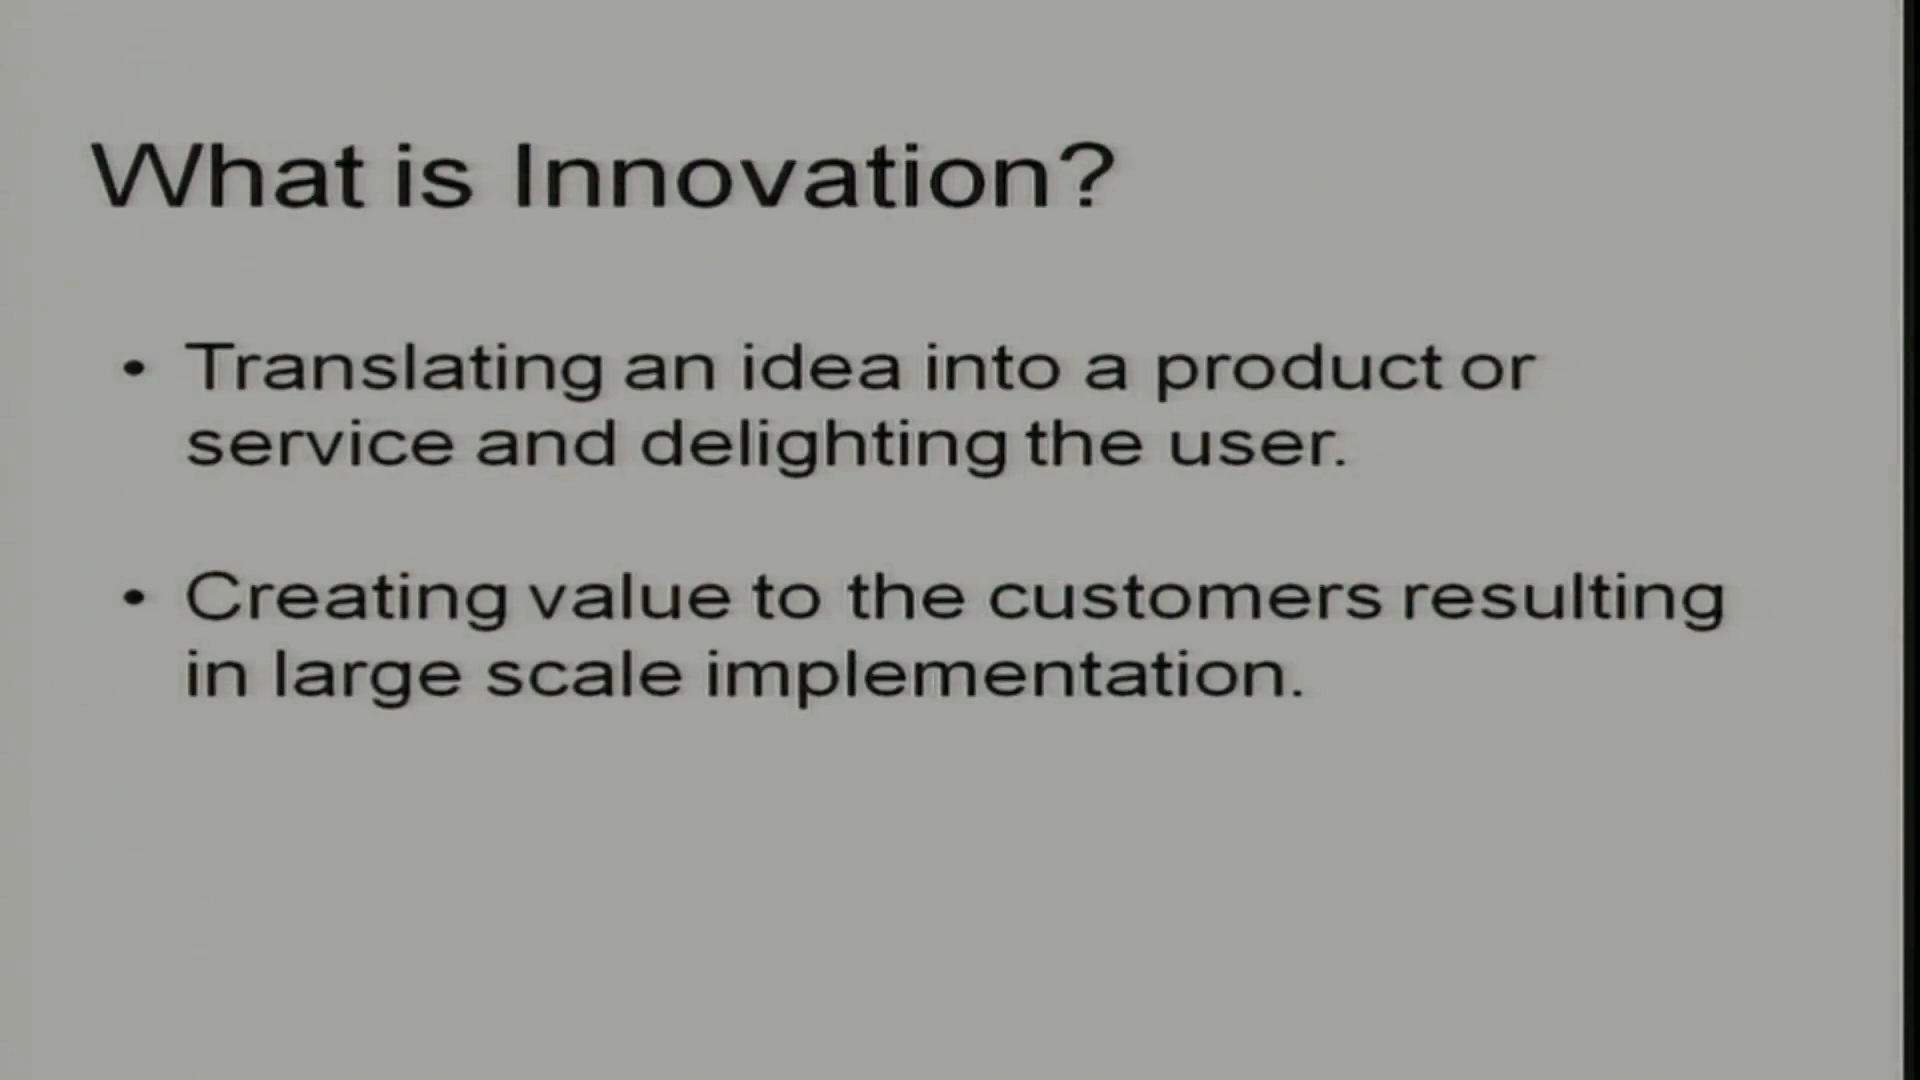 What is Innovation?
• Translating an idea into a product or
service and delighting the user.
• Creating value to the customers resulting
in large scale implementation.